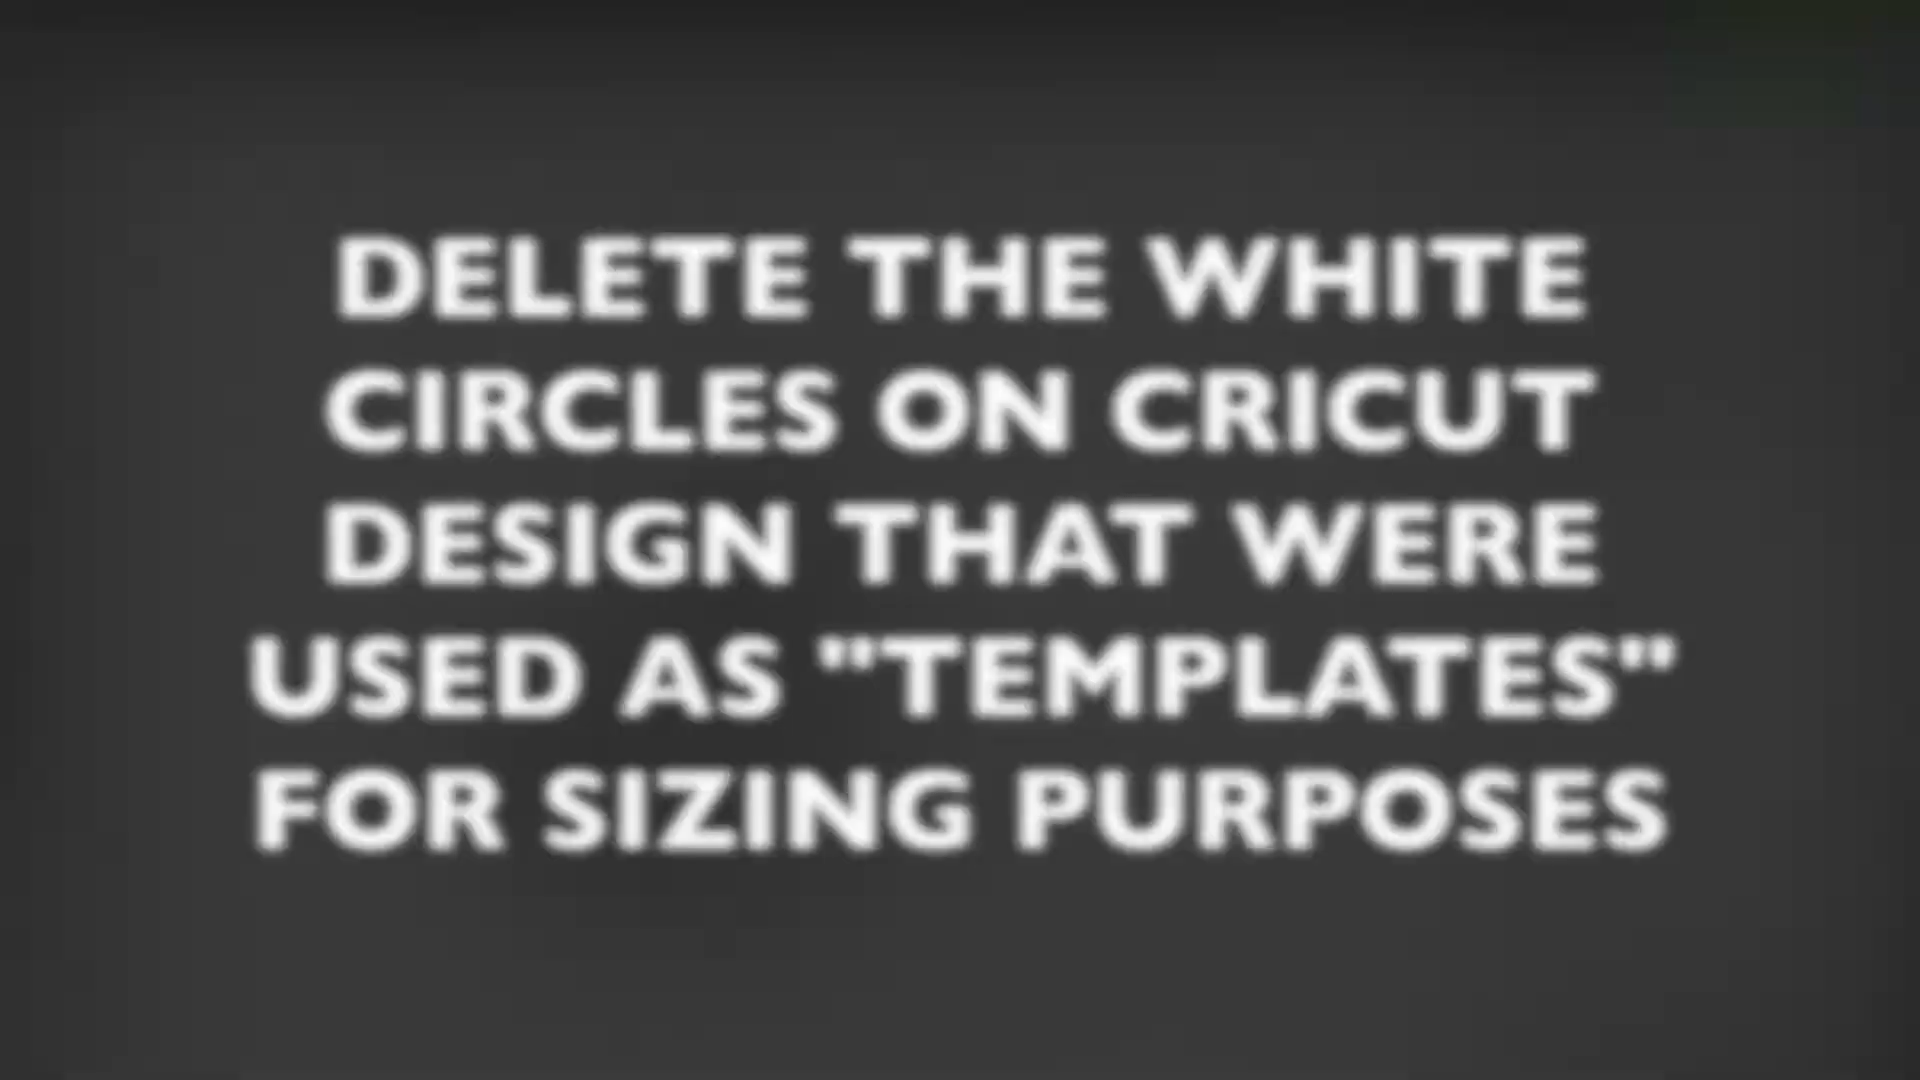 DELETE THE WHITE
CIRCLES ON CRICUT
DESIGN THAT WERE
USED AS "TEMPLATES"
FOR SIZING PURPOSES